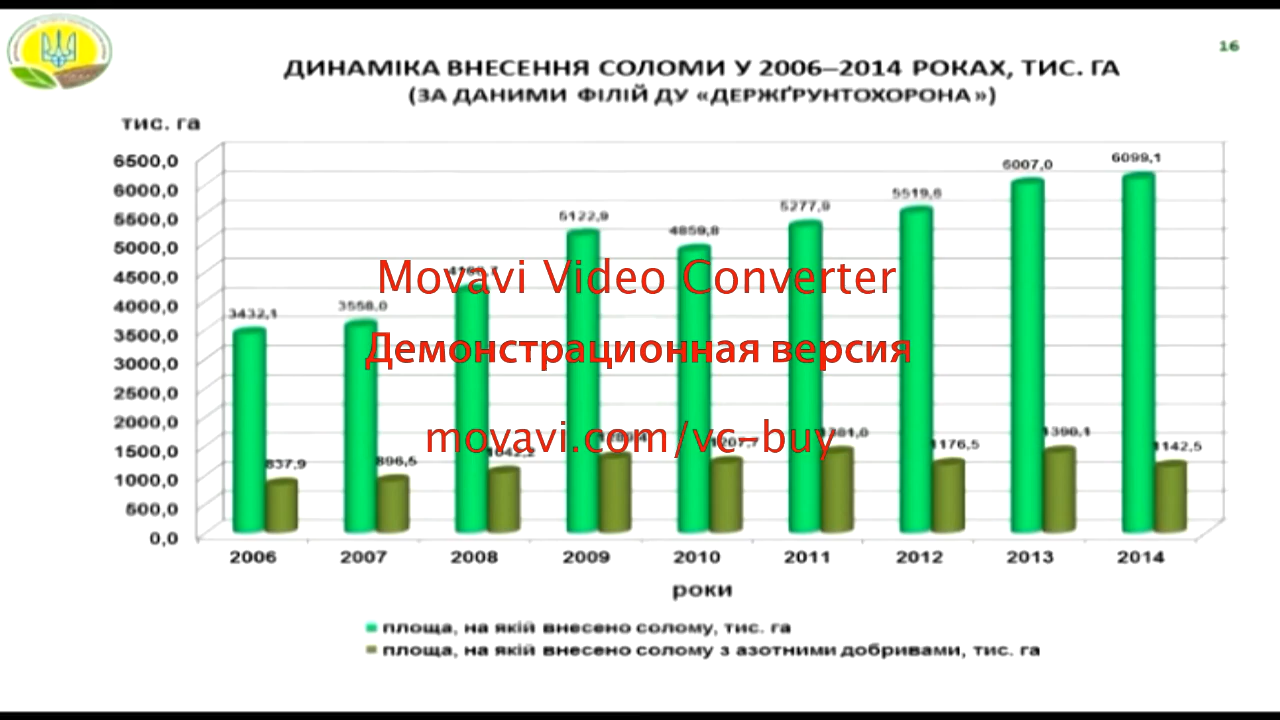 16
ДИНАМІКА ВНЕСЕННЯ СОЛОМИ У 2006–2014 РОКАХ, ТИС. ГА
(ЗА ДАНИМИ ФІЛІЙ ДУ «ДЕРЖҐРУНТОХОРОНА»)
тис. га
6500,0
6000,0
5500,0
5000,0
4500,0
4000,0
3500,0
3000,0
2500,0
2000,0
1500,0
1000,0
500,0
0,0
3432,1
3558,0
5122,9
4859,8
5277,9
5519,6
6007,0
6099,1
837,9
896,5
1176,5
1390,1
1142,5
Movavi Video Converter
Демонстрационная версия
movavi.com/vc-buy
2006 2007 2008 2009 2010 2011 2012 2013 2014
роки
площа, на якій внесено солому, тис. га
площа, на якій внесено солому з азотними добривами, тис. га